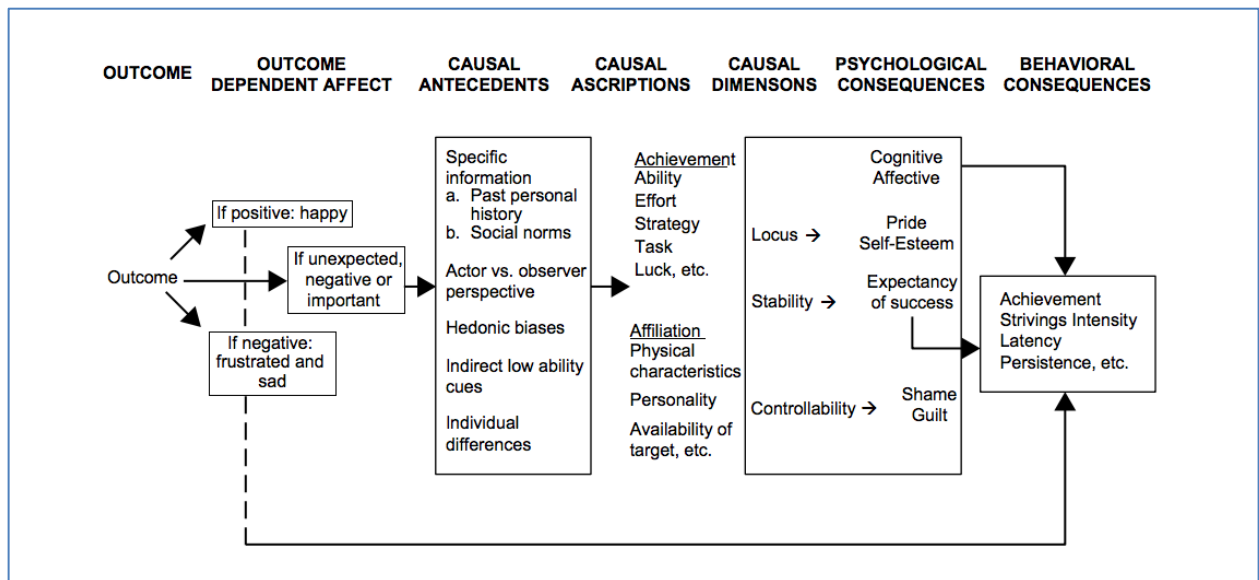 OUTCOME
OUTCOME
DEPENDENT AFFECT
CAUSAL
ANTECEDENTS
CAUSAL
ASCRIPTIONS
CAUSAL
DIMENSONS
PSYCHOLOGICAL
CONSEQUENCES
BEHAVIORAL
CONSEQUENCES
Outcome
If positive: happy
If unexpected,
negative or
important
If negative:
frustrated and
sad
Specific
information
a. Past personal
history
b. Social norms
Actor vs. observer
perspective
Hedonic biases
Indirect low ability
cues
Individual
differences
Achievement
Ability
Effort
Strategy
Task
Luck, etc.
Affiliation
Physical
characteristics
Personality
Availability of
target, etc.
Locus →
Stability →
Controllability →
Cognitive
Affective
Pride
Self-Esteem
Expectancy
of success
Shame
Guilt
Achievement
Strivings Intensity
Latency
Persistence, etc.